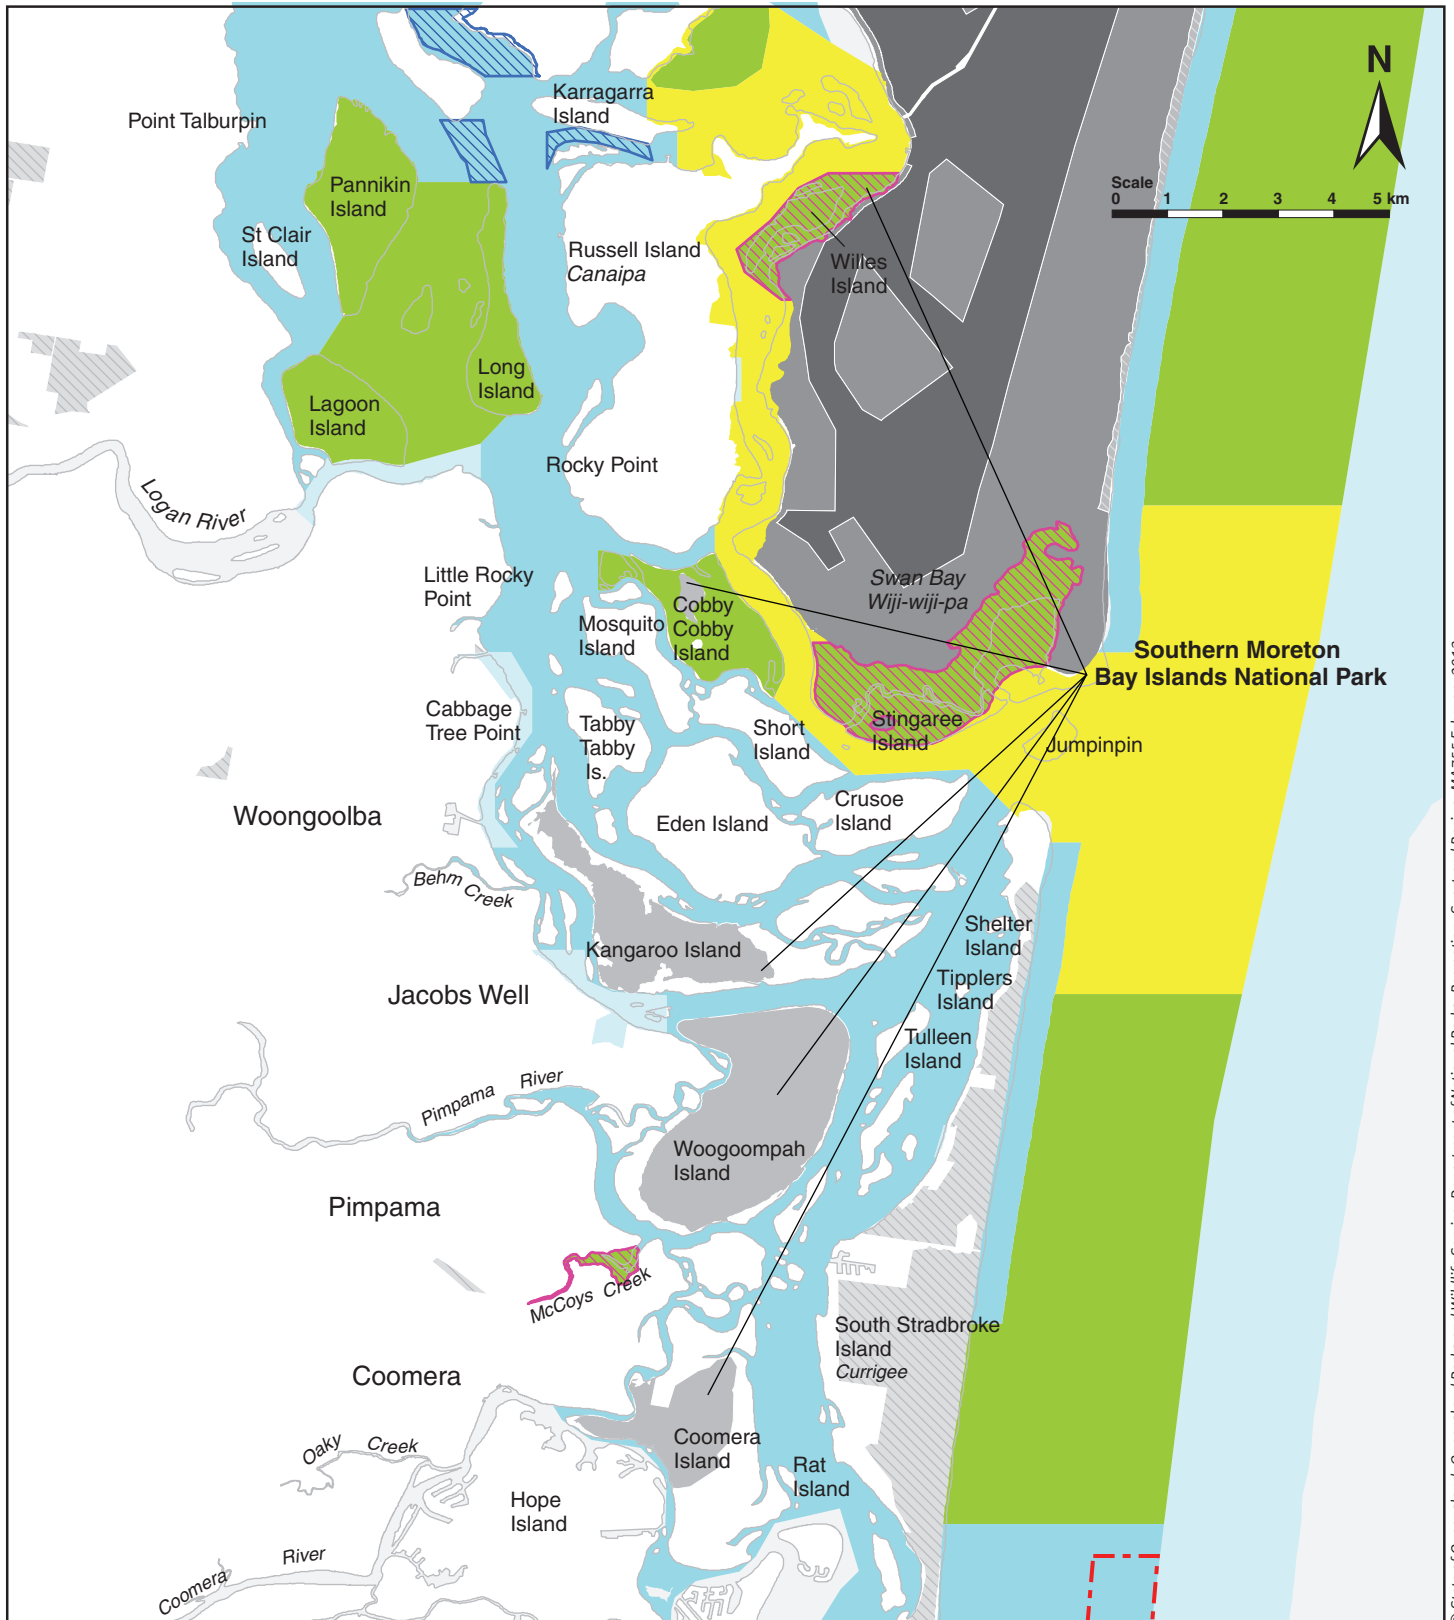 Karragarra
Island
Point Talburpin
N
Scale
0 1 2 3 4 5 km
Pannikin
Island
St Clair
Island
Russell Island
Canaipa
Willes
Island
Long
Island
Lagoon
Island
Rocky Point
Logan River
Little Rocky
Point
Swan Bay
Wiji-wiji-pa
Cobby
Cobby
Island
Mosquito
Island
Southern Moreton
Bay Islands National Park
Cabbage
Tree Point
Tabby
Tabby
Is.
Short
Island
Stingaree
Island
Jumpinpin
Woongoolba
Eden Island
Crusoe
Island
Behm Creek
Shelter
Island
Kangaroo Island
Tipplers
Island
Jacobs Well
Tulleen
Island
Pimpama River
Woogoompah
Island
Pimpama
McCoys Creek
South Stradbroke
Island
Currigee
Coomera
Oaky Creek
Coomera
Island
Rat
Island
Hope
Island
Coomera River